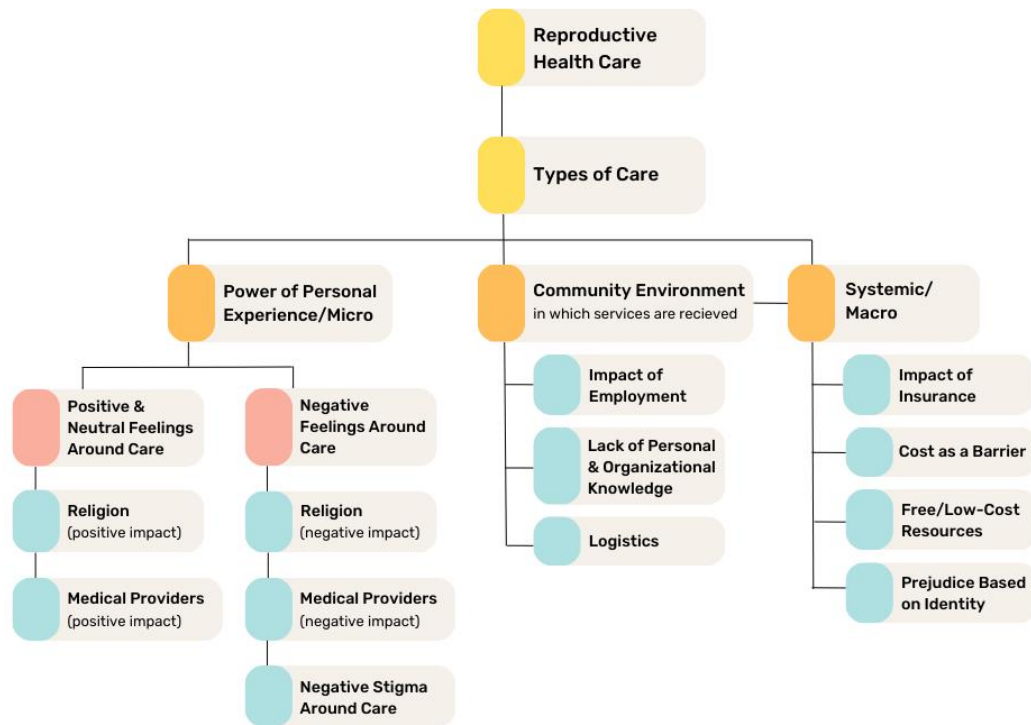 Reproductive
Health Care
Types of Care
Power of Personal
Experience/Micro
Community Environment
in which services are recieved
Systemic/
Macro
Positive &
Neutral Feelings
Around Care
Religion
(positive impact)
Medical Providers
(positive impact)
Negative
Feelings Around
Care
Religion
(negative impact)
Medical Providers
(negative impact)
Negative Stigma
Around Care
Impact of
Employment
Lack of Personal
& Organizational
Knowledge
Logistics
Impact of
Insurance
Cost as a Barrier
Free/Low-Cost
Resources
Prejudice Based
on Identity